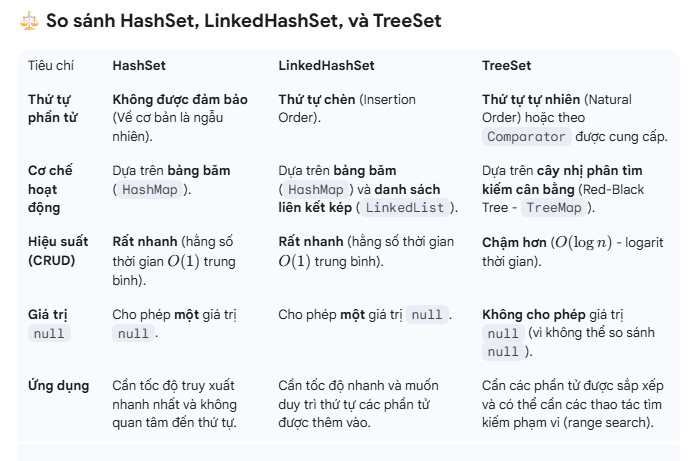 ⚖️ So sánh HashSet, LinkedHashSet, và TreeSet
Tiêu chí HashSet LinkedHashSet TreeSet
Thứ tự phần tử
Không được đảm bảo
(Về cơ bản là ngẫu
nhiên).
Thứ tự chèn (Insertion
Order).
Thứ tự tự nhiên (Natural
Order) hoặc theo
Comparator được cung cấp.
Cơ chế
hoạt
động
Dựa trên bảng băm
( HashMap ).
Dựa trên bảng băm
( HashMap ) và danh sách
liên kết kép ( LinkedList ).
Dựa trên cây nhị phân tìm
kiếm cân bằng (Red-Black
Tree - TreeMap ).
Hiệu suất
(CRUD)
Rất nhanh (hằng số
thời gian O(1) trung
bình).
Rất nhanh (hằng số thời gian
O(1) trung bình).
Chậm hơn (O(log n) - logarit
thời gian).
Giá trị
null
Cho phép một giá trị
null .
Cho phép một giá trị null .
Không cho phép giá trị
null (vì không thể so sánh
null ).
Ứng dụng
Cần tốc độ truy xuất
nhanh nhất và không
quan tâm đến thứ tự.
Cần tốc độ nhanh và muốn
duy trì thứ tự các phần tử
được thêm vào.
Cần các phần tử được sắp xếp
và có thể cần các thao tác tìm
kiếm phạm vi (range search).